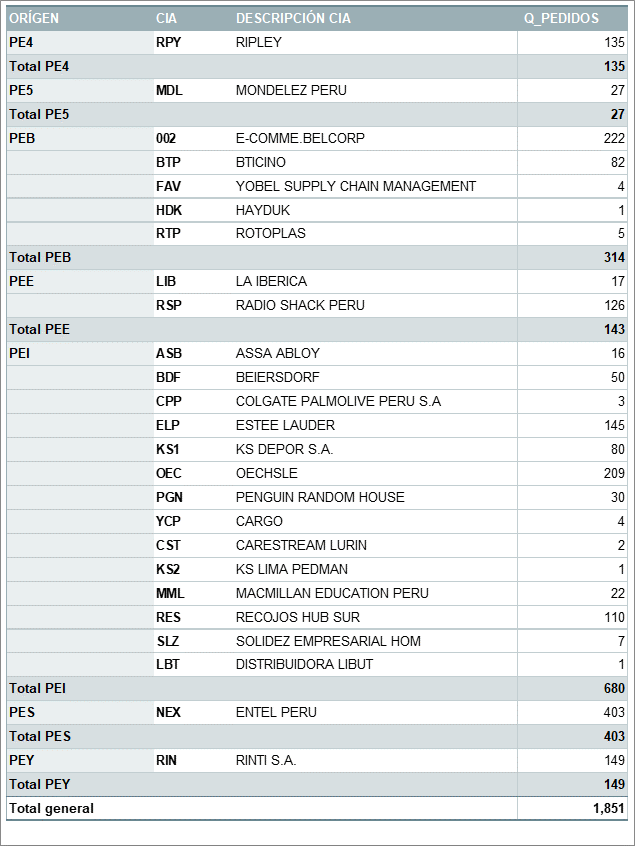 ORÍGEN CIA DESCRIPCIÓN CIA Q_PEDIDOS
PE4 RPY RIPLEY 135
Total PE4 135
PE5 MDL MONDELEZ PERU 27
Total PE5 27
PEB 002 E-COMME.BELCORP 222
BTP BTICINO 82
FAV YOBEL SUPPLY CHAIN MANAGEMENT 4
HDK HAYDUK 1
RTP ROTOPLAS 5
Total PEB 314
PEE LIB LA IBERICA 17
RSP RADIO SHACK PERU 126
Total PEE 143
PEI ASB ASSA ABLOY 16
BDF BEIERSDORF 50
CPP COLGATE PALMOLIVE PERU S.A 3
ELP ESTEE LAUDER 145
KS1 KS DEPOR S.A. 80
OEC OECHSLE 209
PGN PENGUIN RANDOM HOUSE 30
YCP CARGO 4
CST CARESTREAM LURIN 2
KS2 KS LIMA PEDMAN 1
MML MACMILLAN EDUCATION PERU 22
RES RECOJOS HUB SUR 110
SLZ SOLIDEZ EMPRESARIAL HOM 7
LBT DISTRIBUIDORA LIBUT 1
Total PEI 680
PES NEX ENTEL PERU 403
Total PES 403
PEY RIN RINTI S.A. 149
Total PEY 149
Total general 1,851